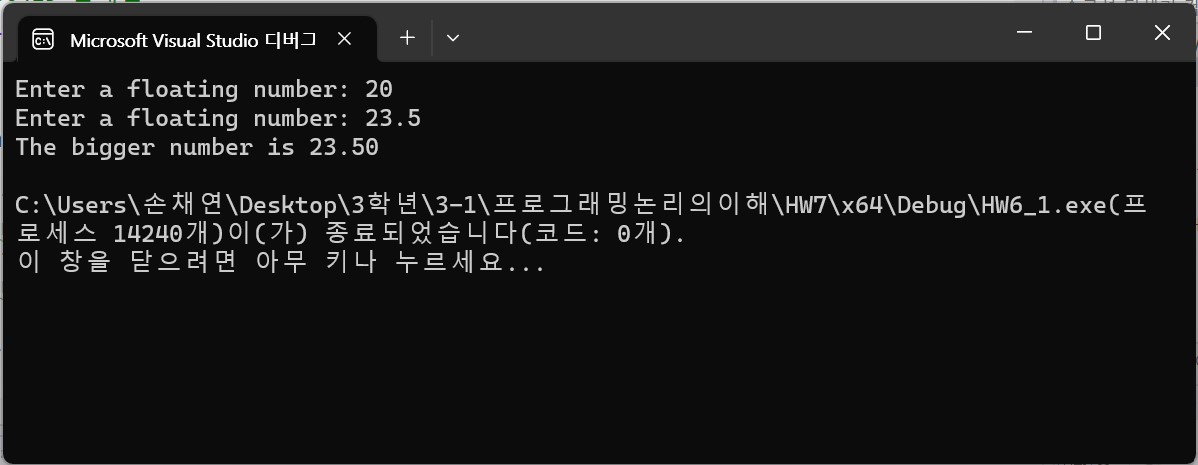 Microsoft Visual Studio 디버그
Enter a floating number: 20
Enter a floating number: 23.5
The bigger number is 23.50
C:\Users\손채연\Desktop\3학년\3-1\프로그래밍논리의이해\HW7\x64\Debug\HW6_1.exe(프
로세스 14240개)이(가) 종료되었습니다(코드: 0개).
이 창을 닫으려면 아무 키나 누르세요...